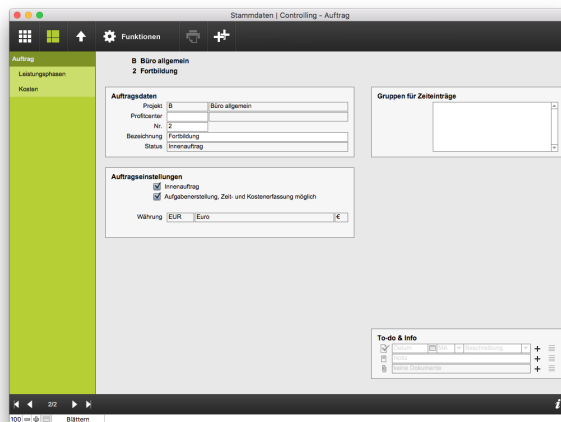 Stammdaten | Controlling - Auftrag
Funktionen
Auftrag
Leistungsphasen
Kosten
B Büro allgemein
2 Fortbildung
Auftragsdaten
Projekt B Büro allgemein
Profitcenter
Nr. 2
Bezeichnung Fortbildung
Status Innenauftrag
Auftragseinstellungen
Innenauftrag
Aufgabenerstellung, Zeit- und Kostenerfassung möglich
Währung EUR Euro €
Gruppen für Zeiteinträge
To-do & Info
Datum MA Beschreibung
Notiz
keine Dokumente
2/2
i
100 Blättern